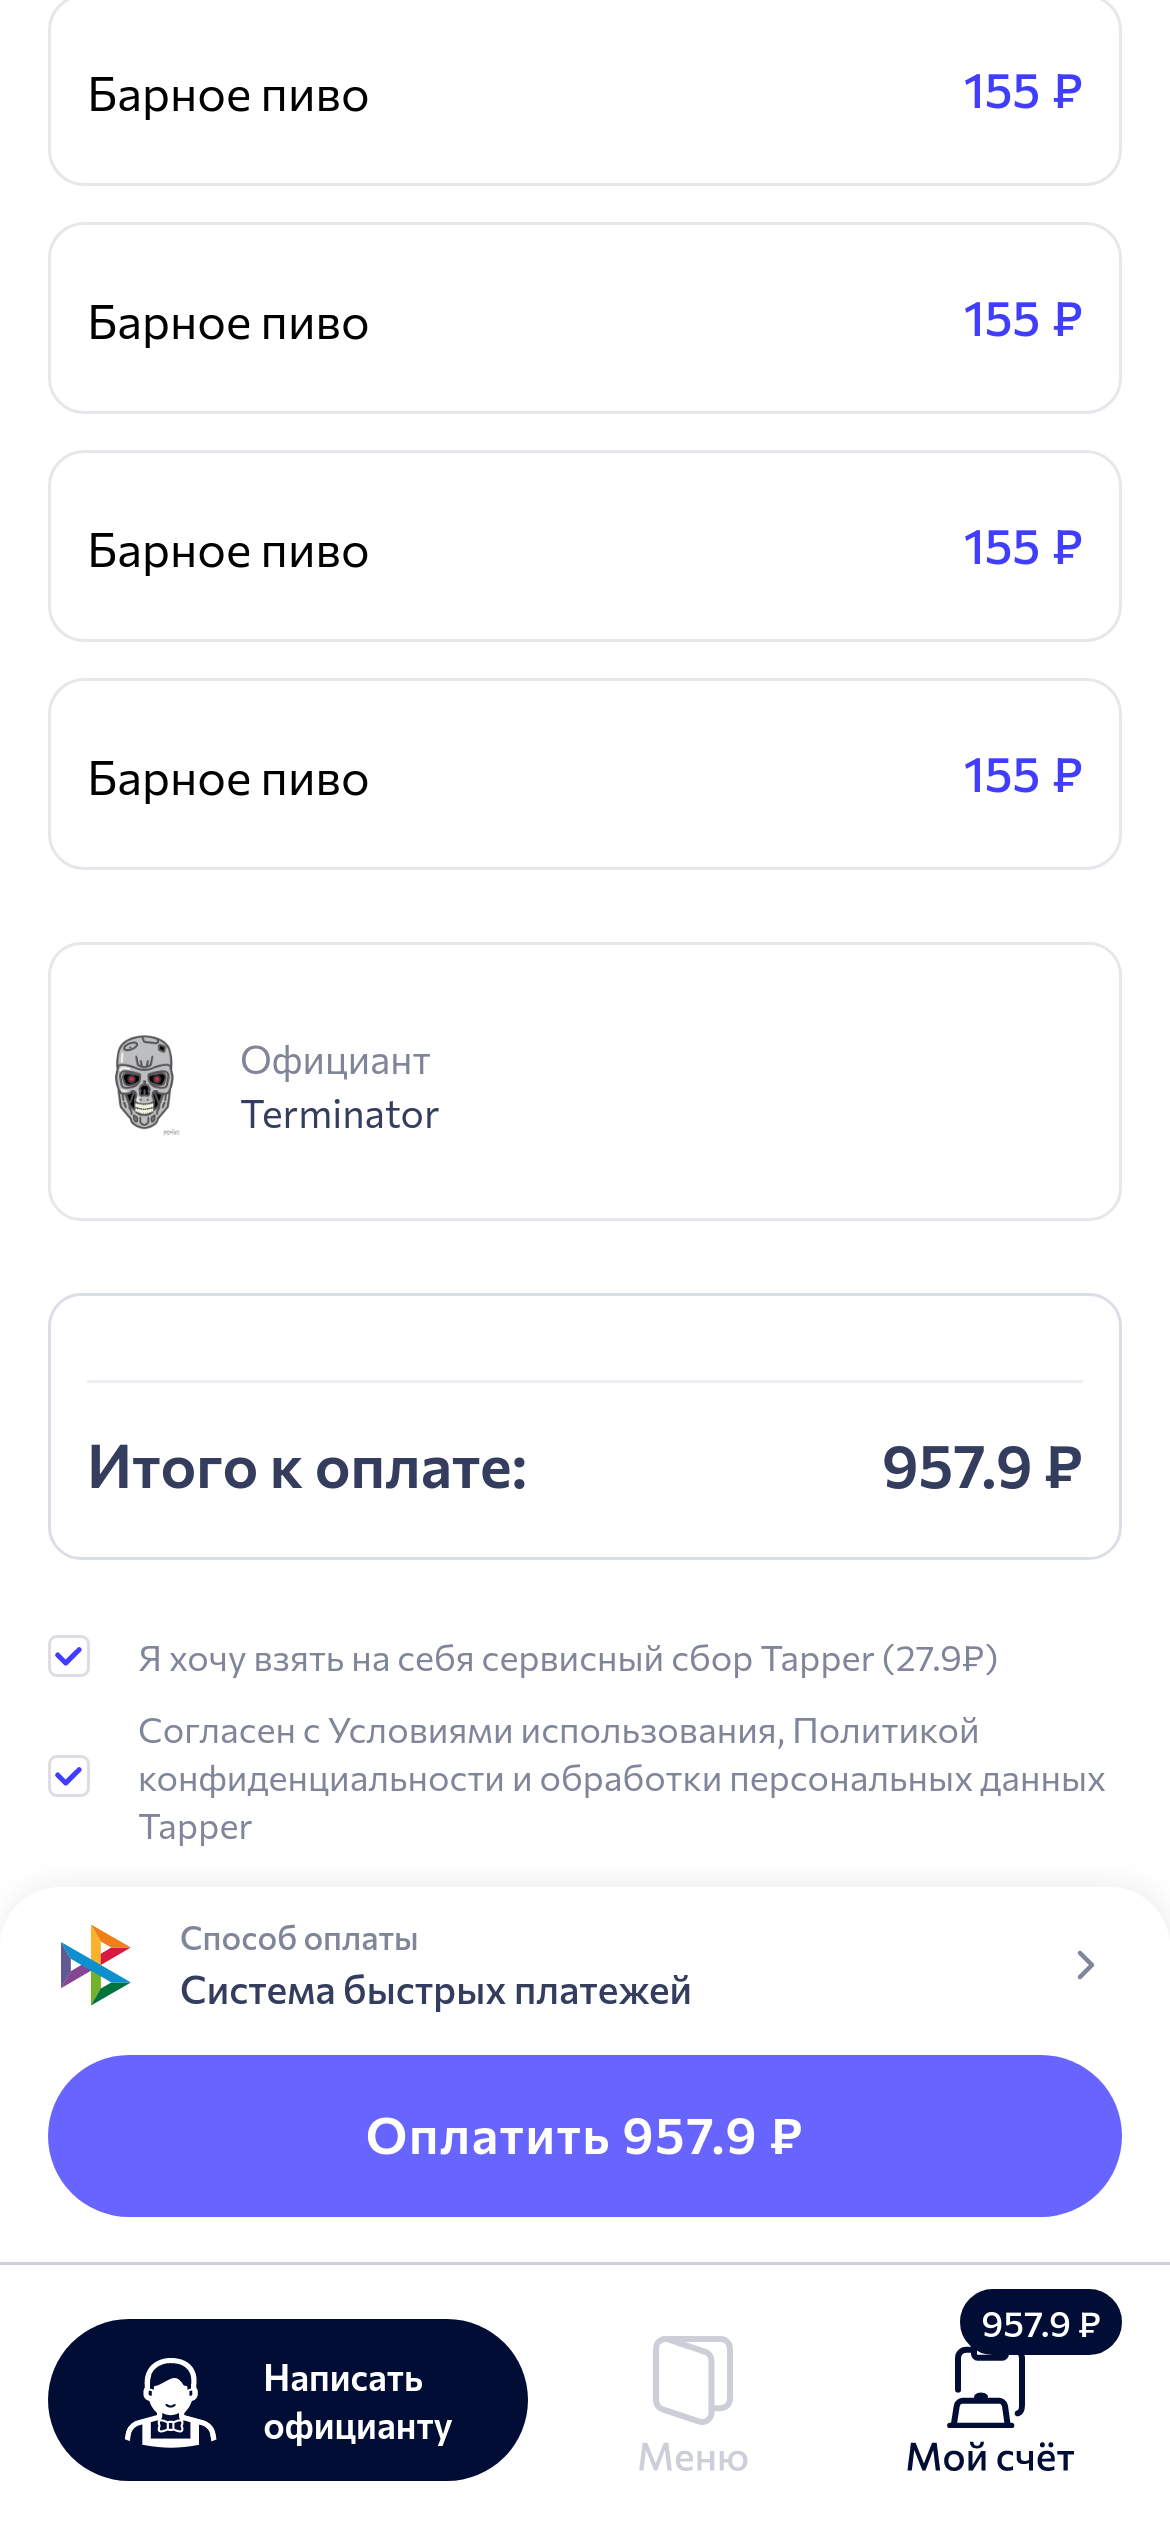 Барное пиво 155 ₽
Барное пиво 155 ₽
Барное пиво 155 ₽
Барное пиво 155 ₽
Официант
Terminator
Итого к оплате: 957.9 ₽
Я хочу взять на себя сервисный сбор Tapper (27.9₽)
Согласен с Условиями использования, Политикой
конфиденциальности и обработки персональных данных
Tapper
Способ оплаты
Система быстрых платежей
Оплатить 957.9 ₽
957.9 ₽
Написать
официанту
Меню
Мой счёт